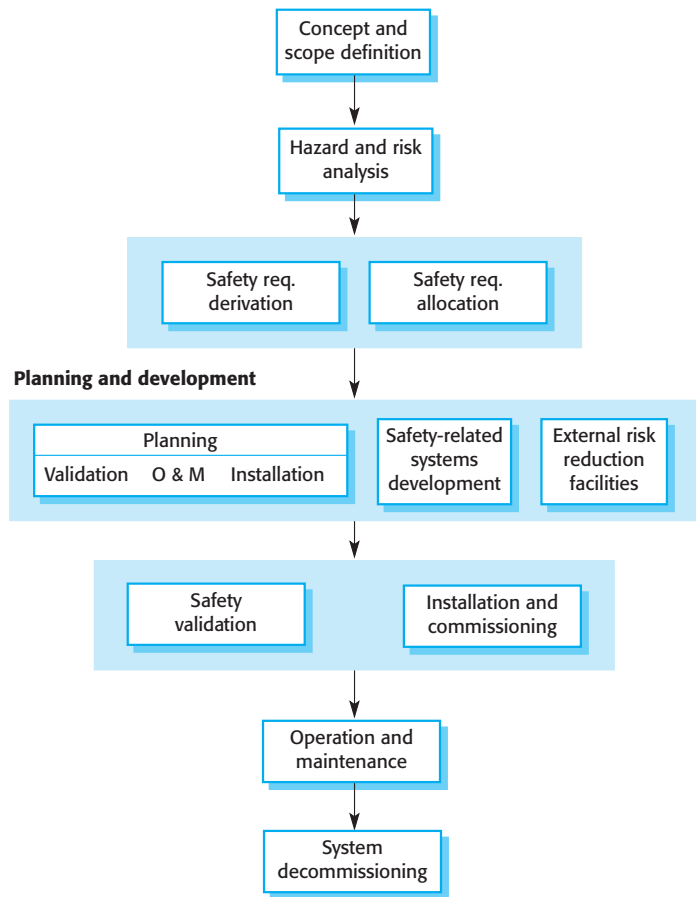 Concept and
scope definition
Hazard and risk
analysis
Safety req.
derivation
Safety req.
allocation
Planning and development
Planning
Validation O & M Installation
Safety-related
systems
development
External risk
reduction
facilities
Safety
validation
Installation and
commissioning
Operation and
maintenance
System
decommissioning